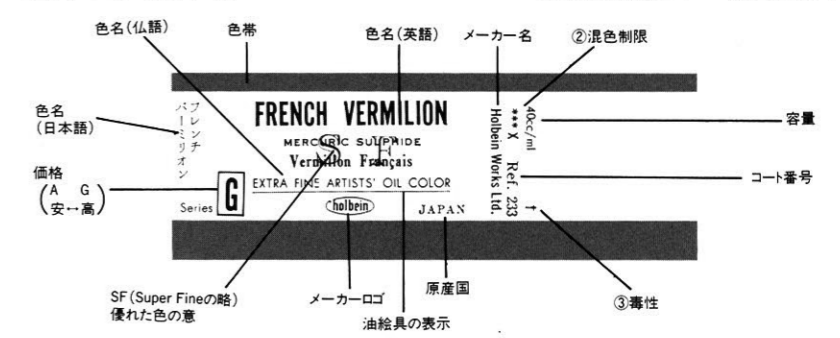 色名(仏語)
色帯
色名(英語)
メーカー名
②混色制限
色名
(日本語)
フレンチ
バーミリオン
FRENCH VERMILION
MERCURIC SULPHIDE
S F
Vermillon Français
EXTRA FINE ARTISTS' OIL COLOR
Series G
holbein
JAPAN
40cc/ml
***X Ref. 233 →
Holbein Works Ltd.
容量
コート番号
価格
(A G)
(安↔高)
SF(Super Fineの略)
優れた色の意
メーカーロゴ
油絵具の表示
原産国
③毒性